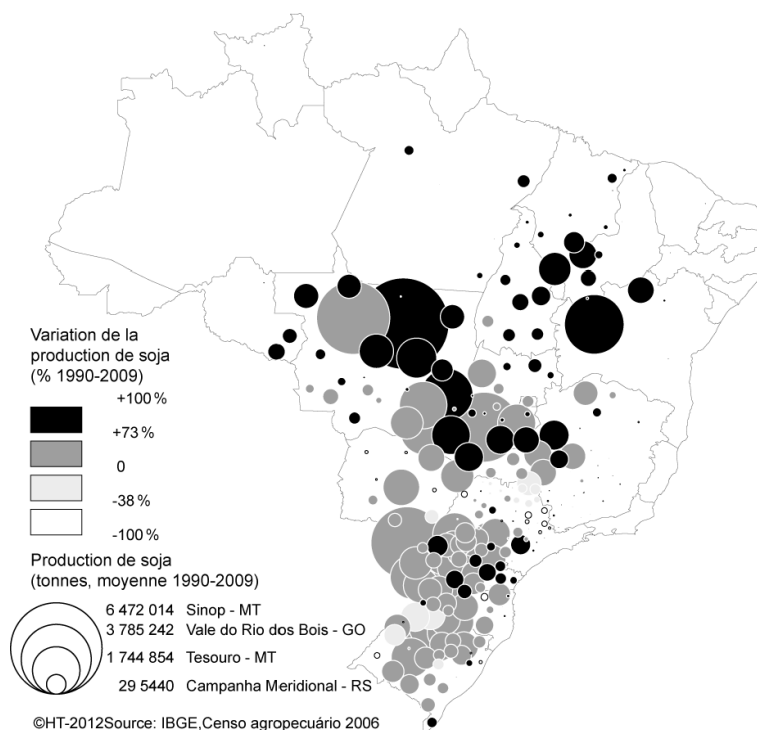 Variation de la
production de soja
(% 1990-2009)
+100 %
+73 %
0
-38 %
-100 %
Production de soja
(tonnes, moyenne 1990-2009)
6 472 014 Sinop - MT
3 785 242 Vale do Rio dos Bois - GO
1 744 854 Tesouro - MT
29 5440 Campanha Meridional - RS
©HT-2012Source: IBGE,Censo agropecuário 2006